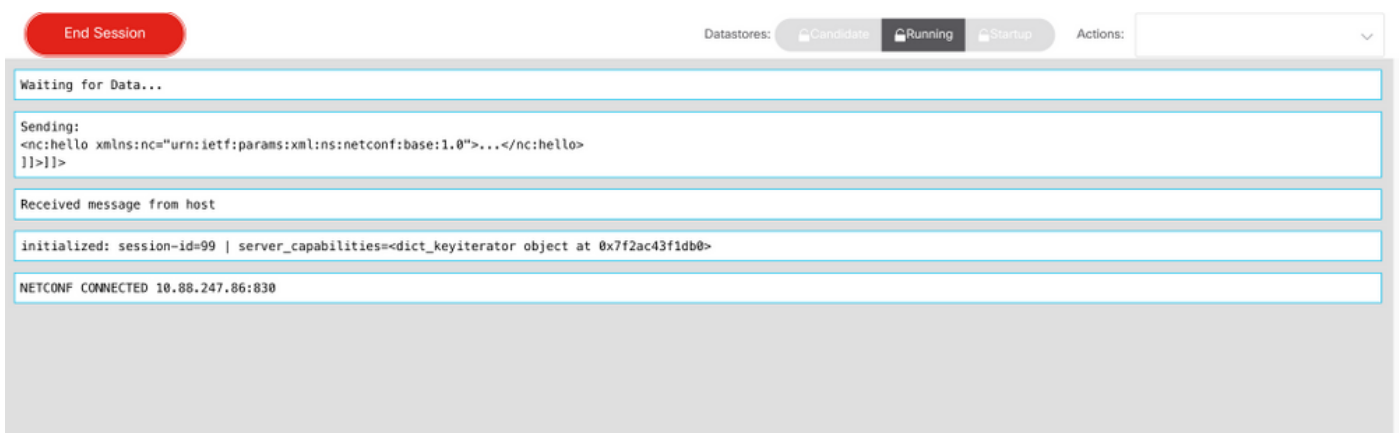 End Session
Datastores: Candidate Running Startup Actions:
Waiting for Data...
Sending:
<nc:hello xmlns:nc="urn:ietf:params:xml:ns:netconf:base:1.0">...</nc:hello>
]]>]]>
Received message from host
initialized: session-id=99 | server_capabilities=<dict_keyiterator object at 0x7f2ac43f1db0>
NETCONF CONNECTED 10.88.247.86:830